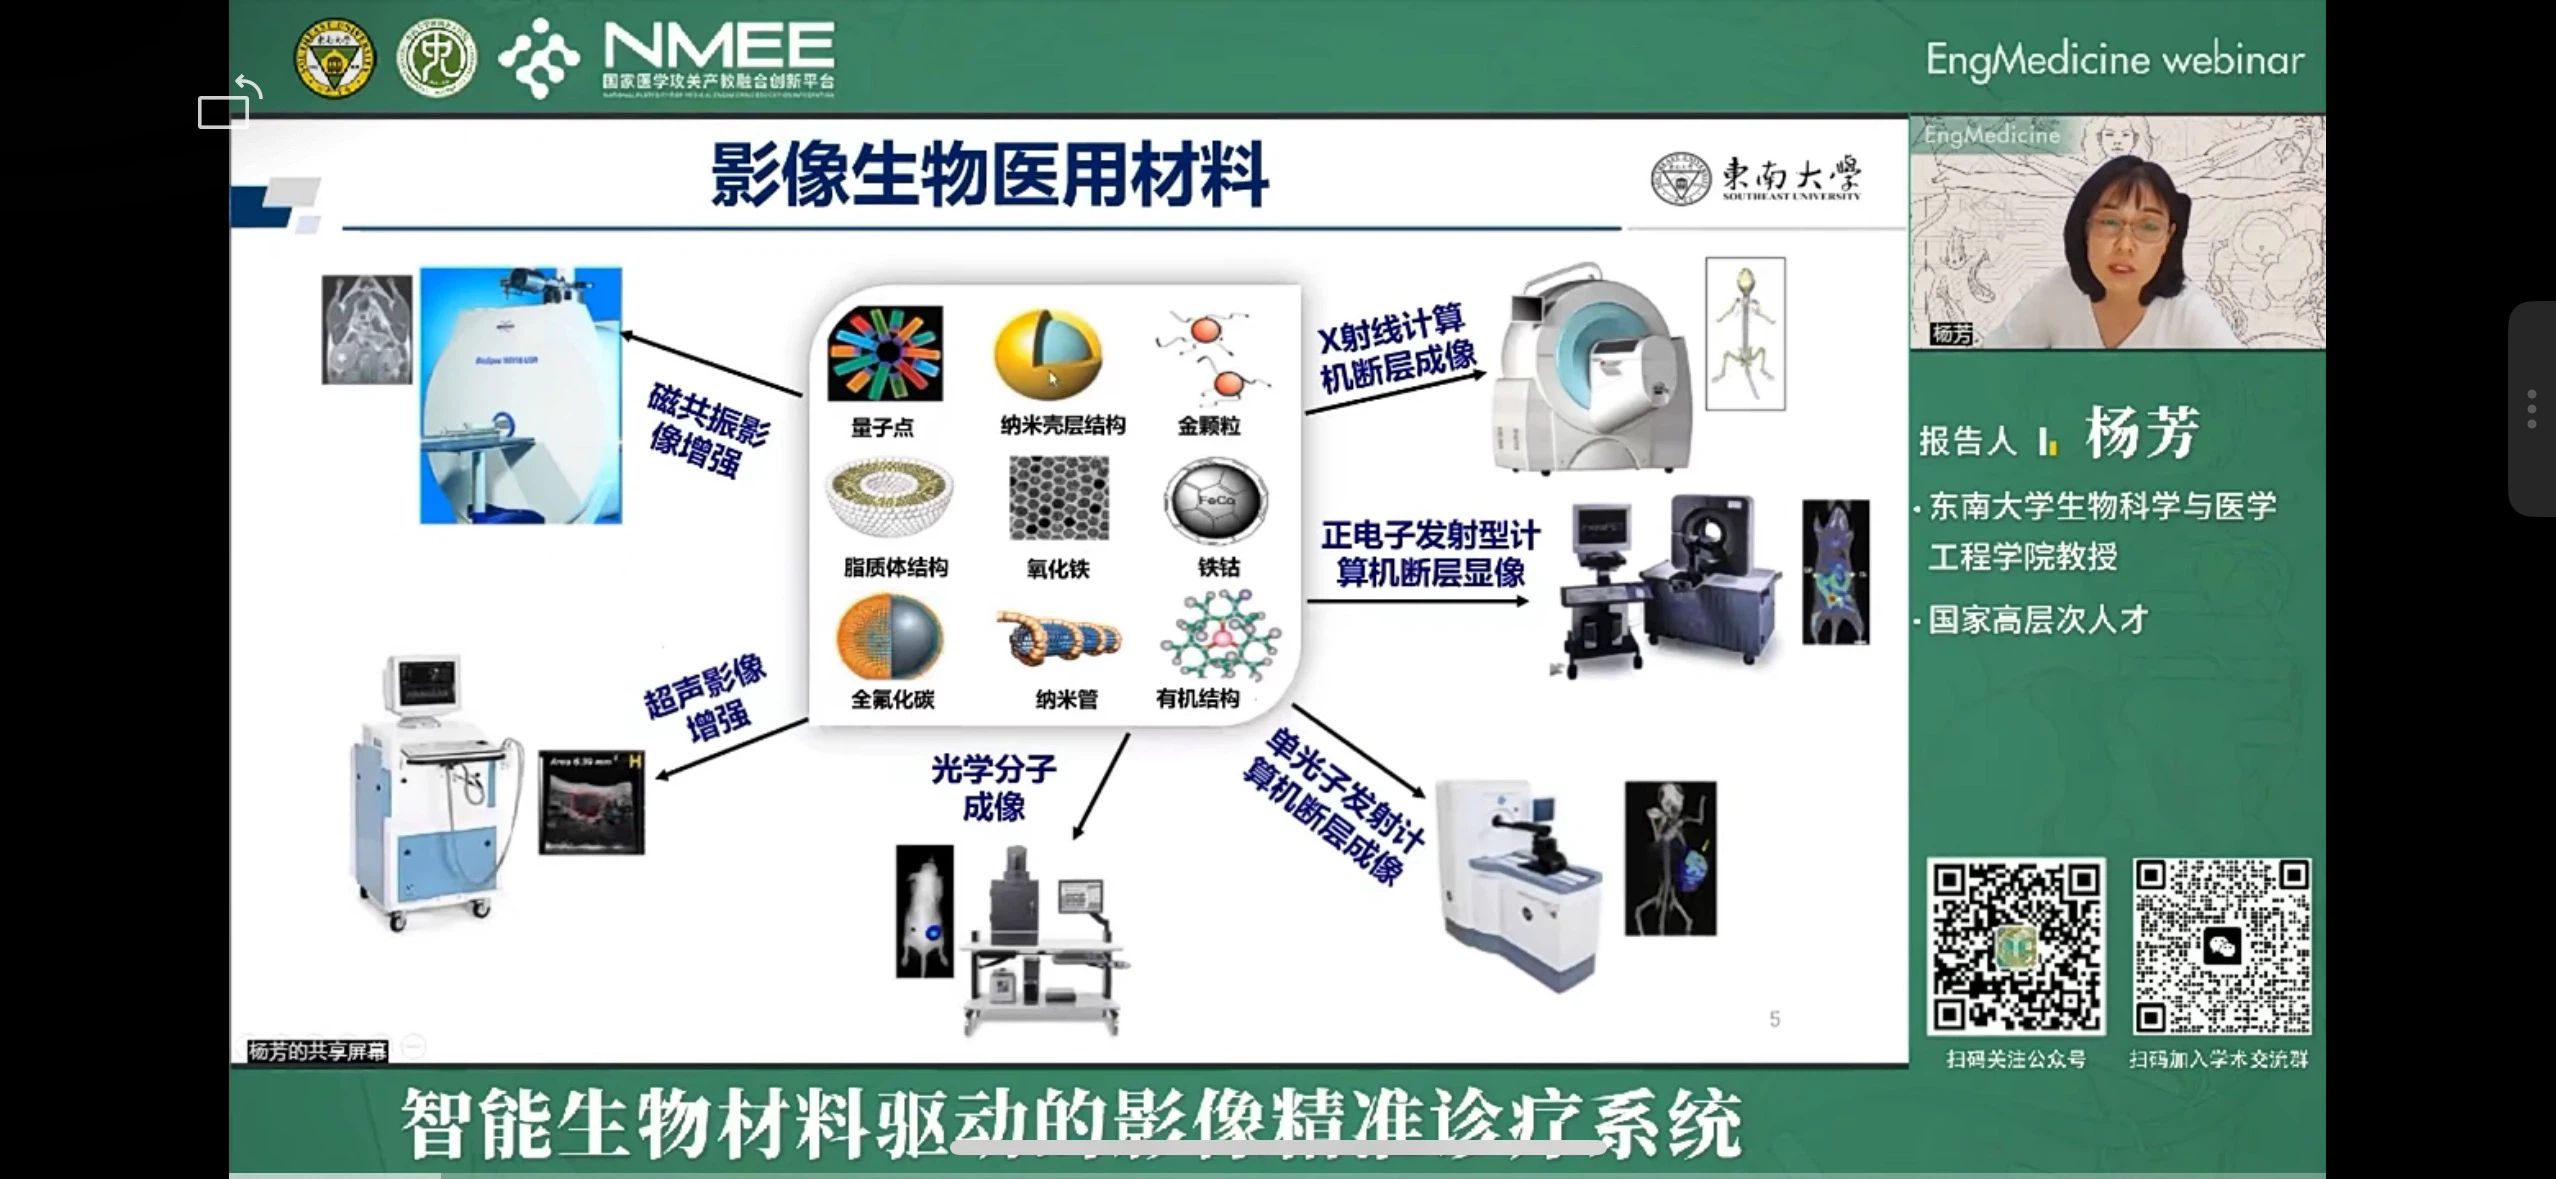 NMEE
国家医学攻关产教融合创新平台
EngMedicine webinar
影像生物医用材料
東南大學
SOUTHEAST UNIVERSITY
EngMedicine
杨芳
磁共振影
像增强
X射线计算
机断层成像
量子点
纳米壳层结构
金颗粒
脂质体结构
氧化铁
FeCo
铁钴
全氟化碳
纳米管
有机结构
正电子发射型计
算机断层显像
超声影像
增强
Area 6.39 mm²
H
光学分子
成像
单光子发射计
算机断层成像
5
杨芳的共享屏幕
报告人 杨芳
· 东南大学生物科学与医学
工程学院教授
· 国家高层次人才
扫码关注公众号
扫码加入学术交流群
智能生物材料驱动的影像精准诊疗系统